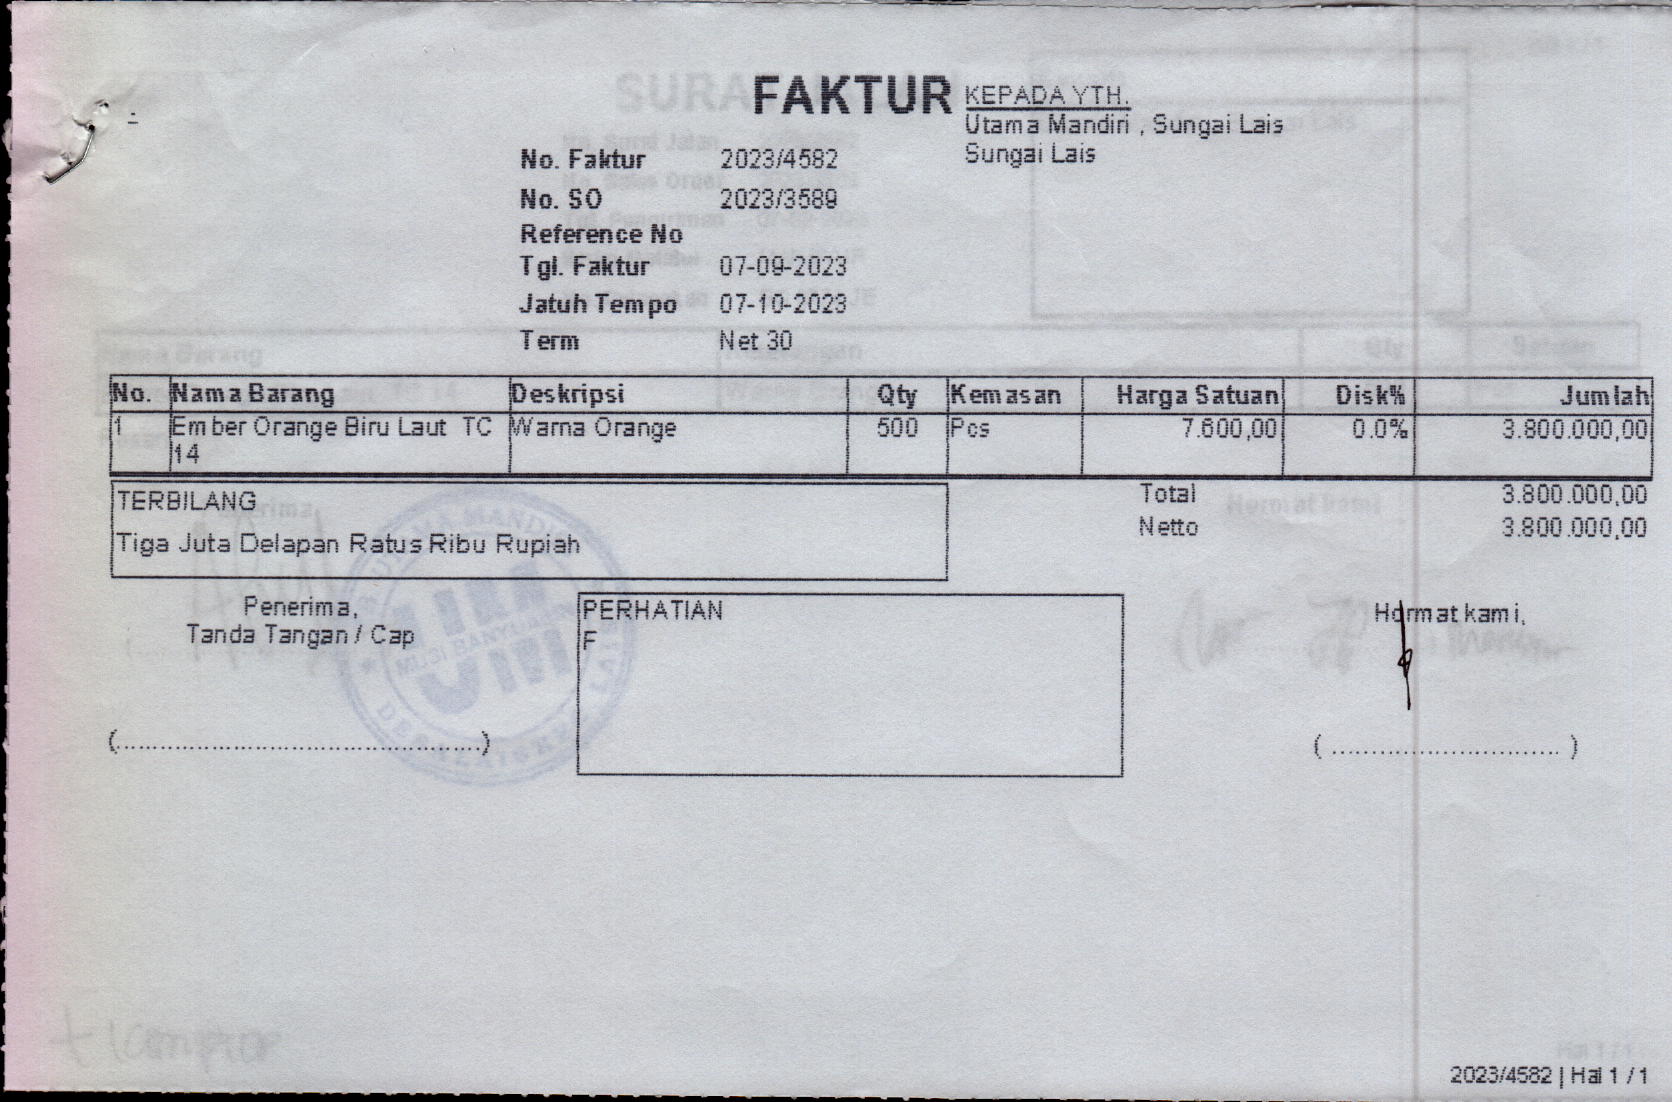 FAKTUR
KEPADA YTH.
Utama Mandiri , Sungai Lais
Sungai Lais
No. Faktur 2023/4582
No. SO 2023/3589
Reference No
Tgl. Faktur 07-09-2023
Jatuh Tempo 07-10-2023
Term Net 30
No. Nama Barang Deskripsi Qty Kemasan Harga Satuan Disk% Jumlah
1 Ember Orange Biru Laut TC Warna Orange 500 Pcs 7.600,00 0.0% 3.800.000,00
14
TERBILANG
Tiga Juta Delapan Ratus Ribu Rupiah
Total 3.800.000,00
Netto 3.800.000,00
Penerima,
Tanda Tangan / Cap
(..........................................)
PERHATIAN
F
Hormat kami,
( ............................ )
2023/4582 | Hal 1 / 1